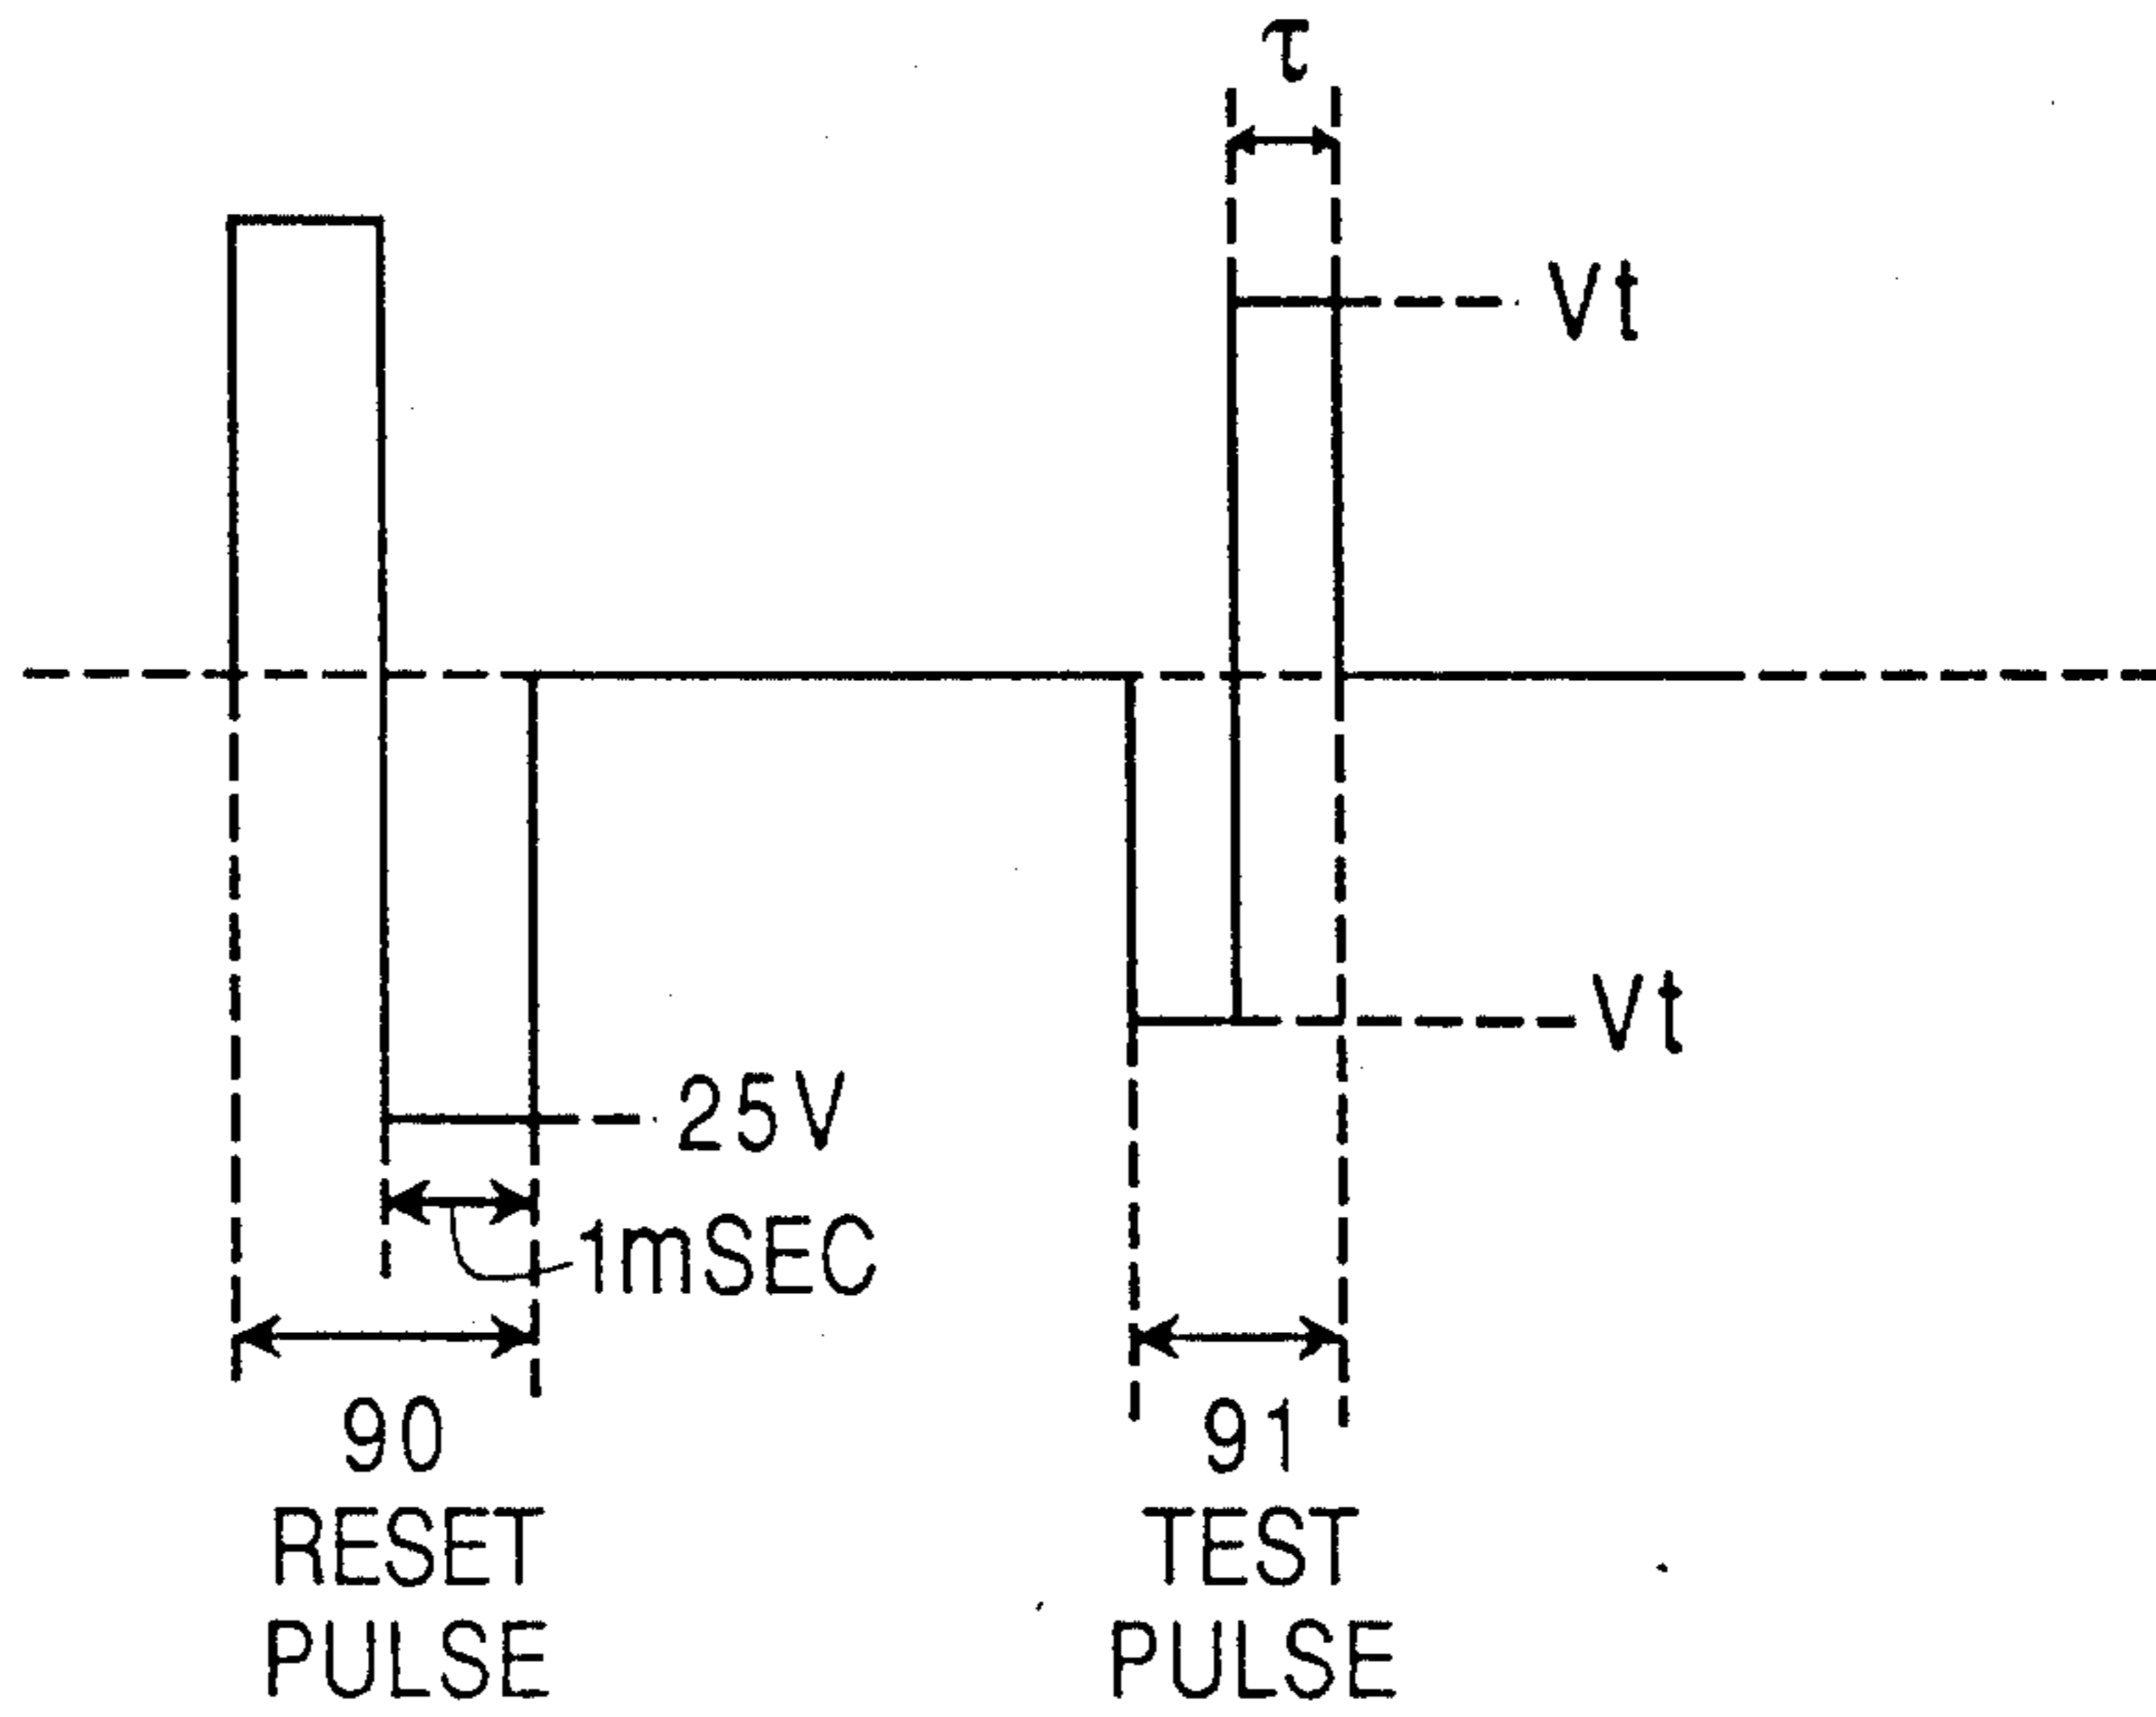 τ
Vt
Vt
25V
1mSEC
90
RESET
PULSE
91
TEST
PULSE